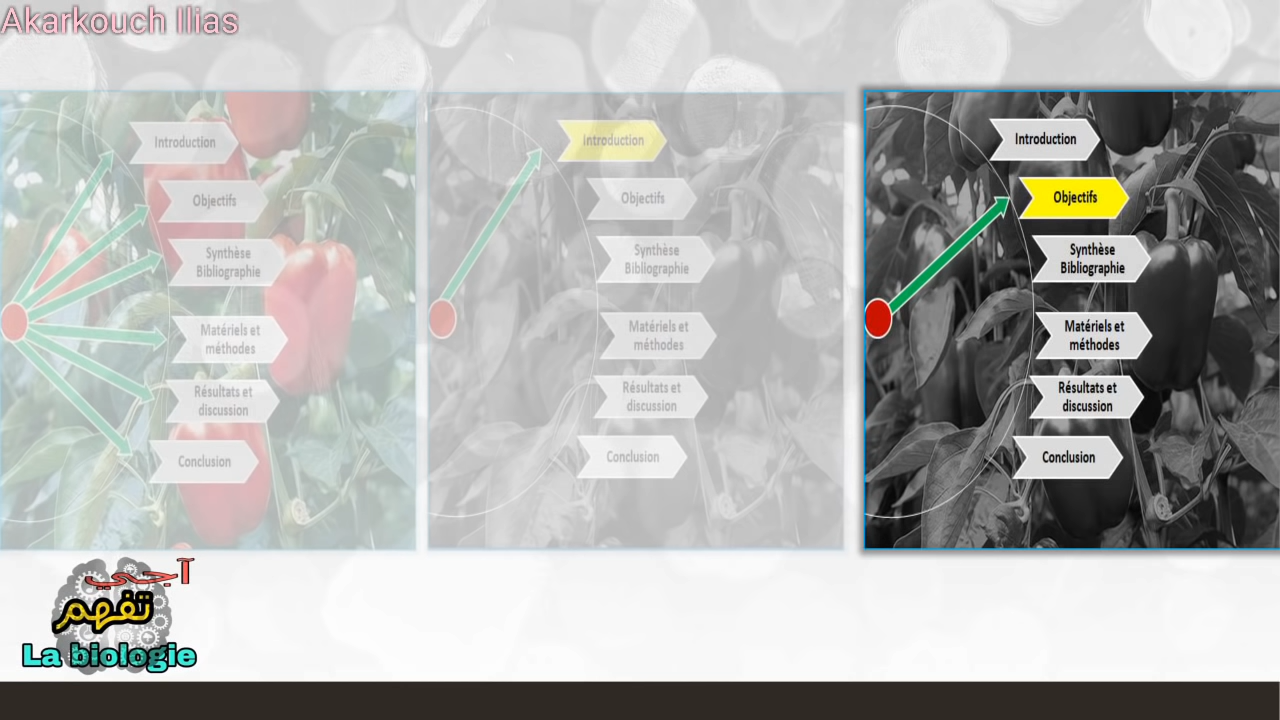 Akarkouch Ilias
Introduction
Objectifs
Synthèse
Bibliographie
Matériels et
méthodes
Résultats et
discussion
Conclusion
Introduction
Objectifs
Synthèse
Bibliographie
Matériels et
méthodes
Résultats et
discussion
Conclusion
Introduction
Objectifs
Synthèse
Bibliographie
Matériels et
méthodes
Résultats et
discussion
Conclusion
آجي
تفهم
La biologie